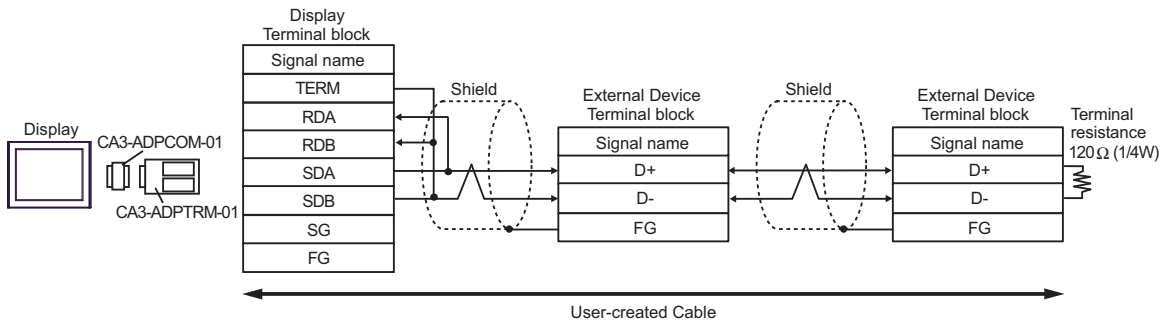 Display
CA3-ADPCOM-01
CA3-ADPTRM-01
Display
Terminal block
Signal name
TERM
RDA
RDB
SDA
SDB
SG
FG
Shield
External Device
Terminal block
Signal name
D+
D-
FG
Shield
External Device
Terminal block
Signal name
D+
D-
FG
Terminal
resistance
120Ω (1/4W)
User-created Cable